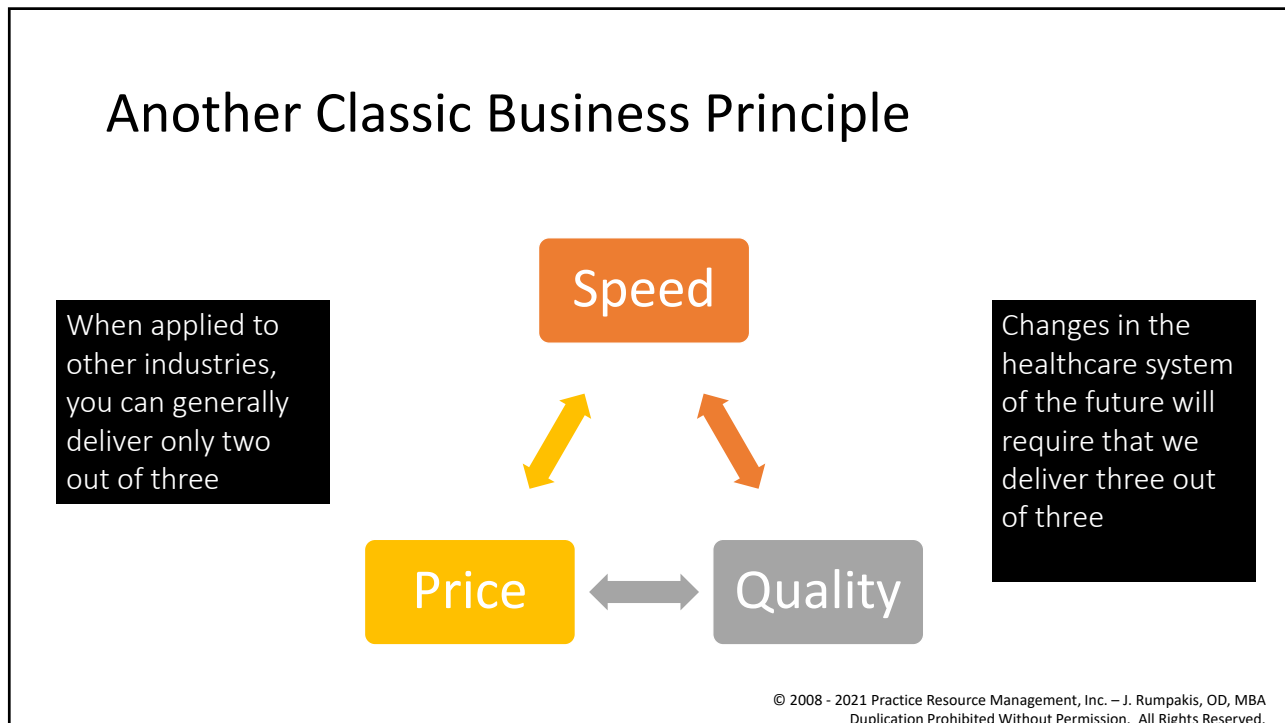 Another Classic Business Principle
Speed
When applied to
other industries,
you can generally
deliver only two
out of three
Changes in the
healthcare system
of the future will
require that we
deliver three out
of three
Price
Quality
© 2008 - 2021 Practice Resource Management, Inc. – J. Rumpakis, OD, MBA
Duplication Prohibited Without Permission. All Rights Reserved.